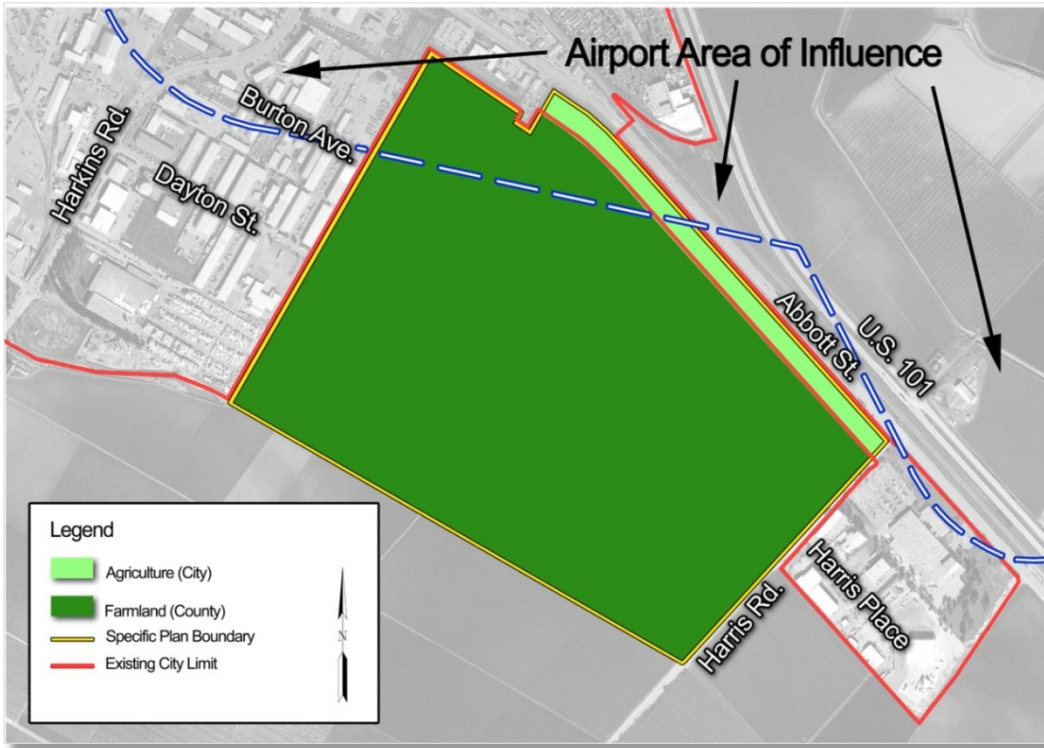 Airport Area of Influence
Burton Ave.
Harkins Rd.
Dayton St.
U.S. 101
Abbott St.
Harris Place
Harris Rd.
Legend
Agriculture (City)
Farmland (County)
Specific Plan Boundary
Existing City Limit
N